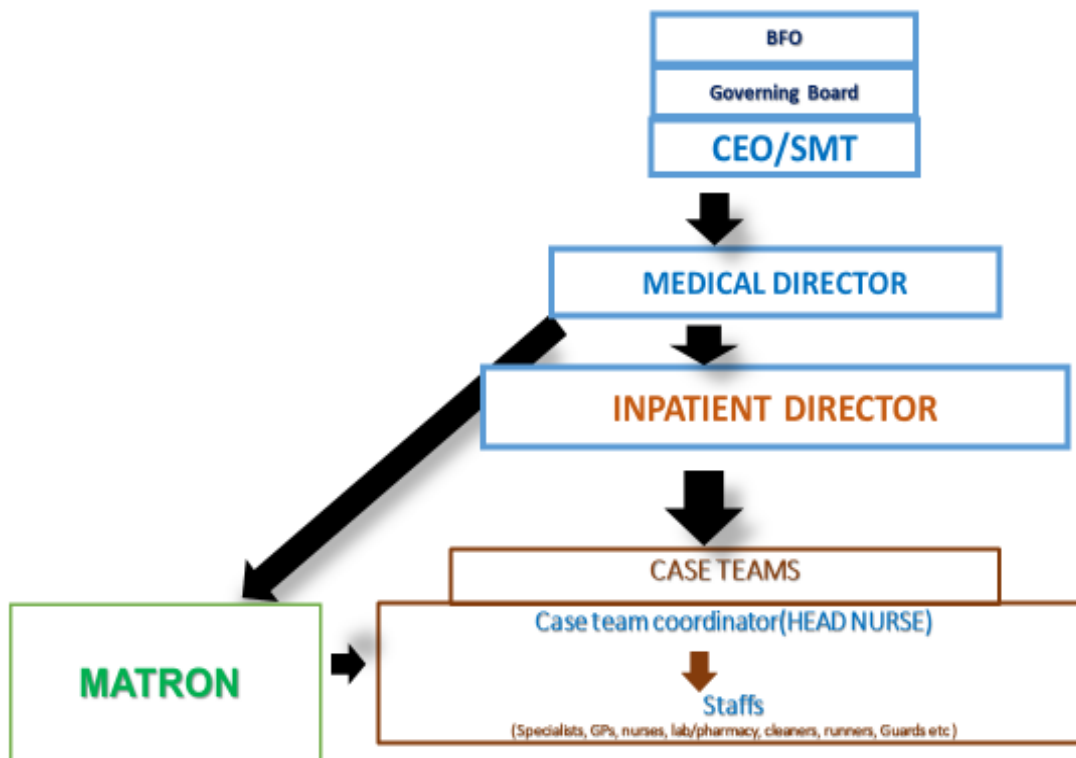 BFO
Governing Board
CEO/SMT
MEDICAL DIRECTOR
INPATIENT DIRECTOR
CASE TEAMS
Case team coordinator(HEAD NURSE)
MATRON
Staffs
(Specialists, GPs, nurses, lab/pharmacy, cleaners, runners, Guards etc)